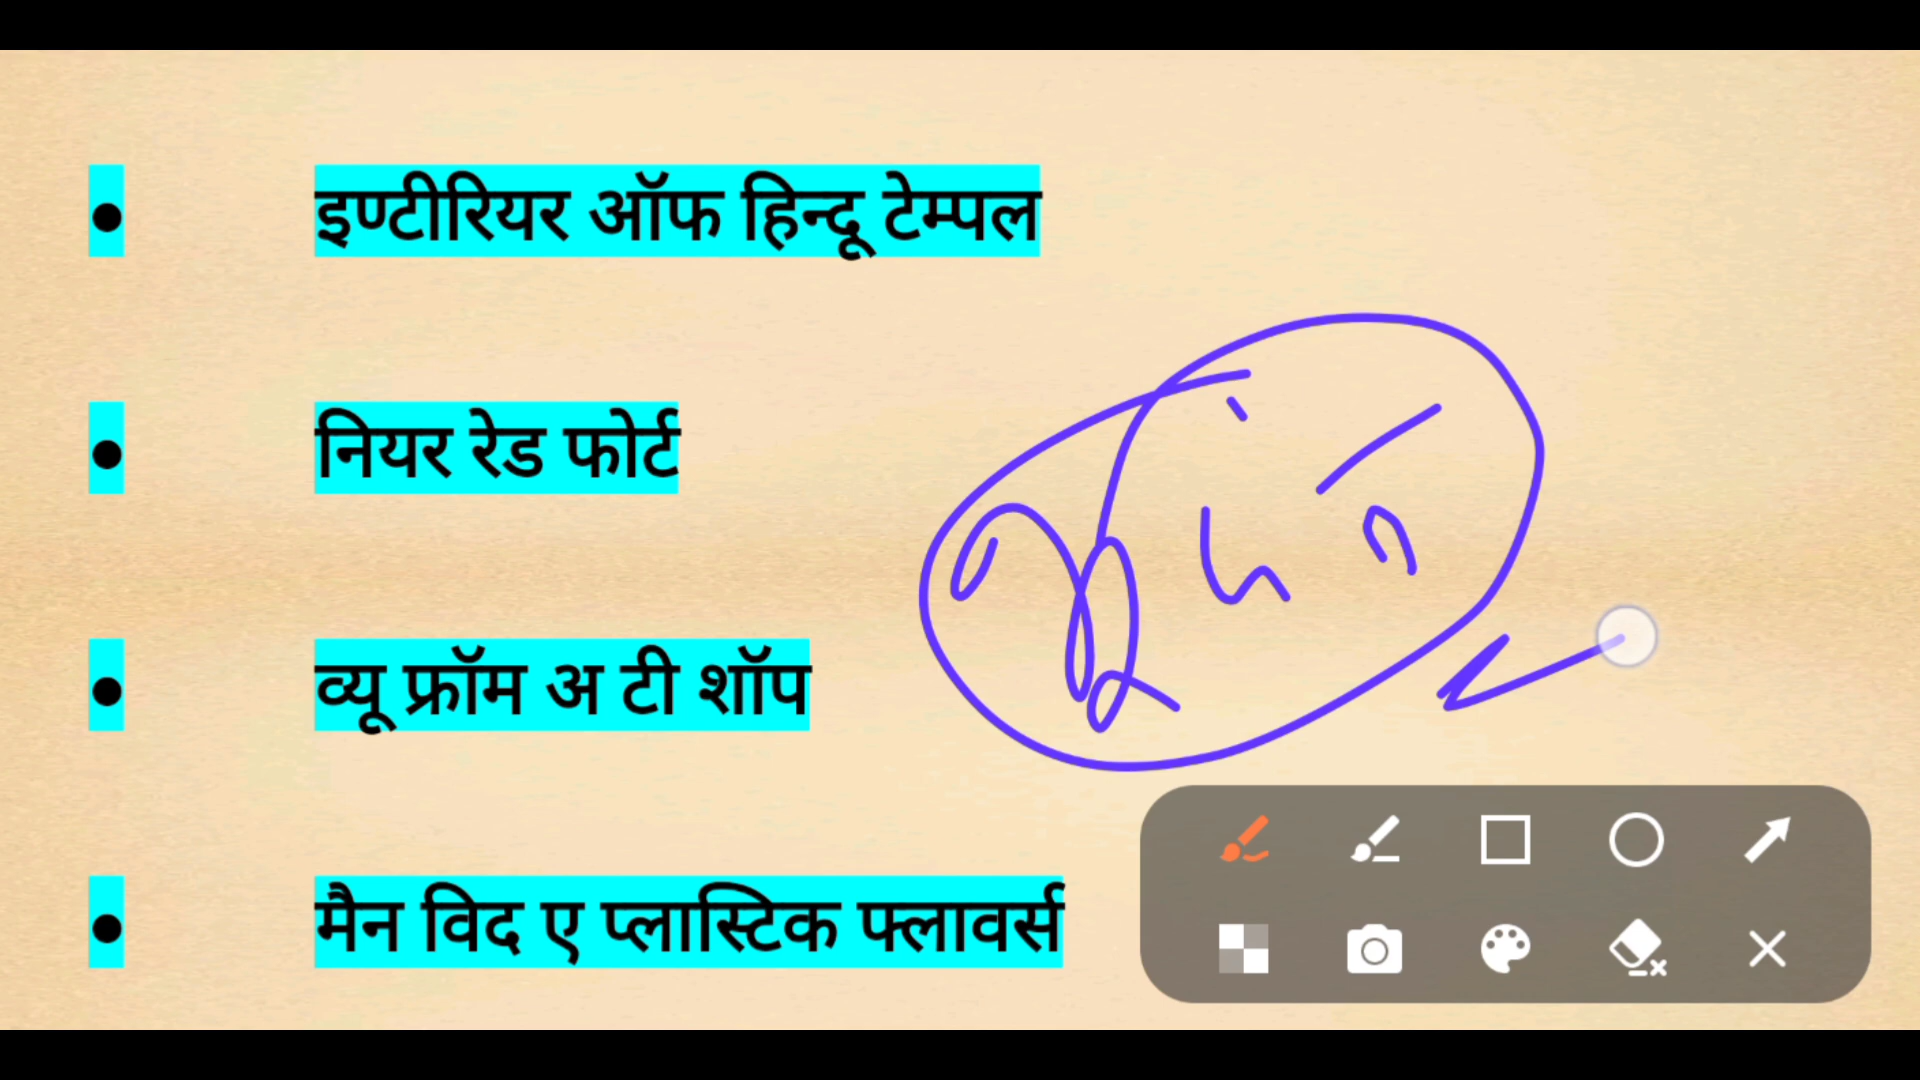 • इण्टीरियर ऑफ हिन्दू टेम्पल
• नियर रेड फोर्ट
• व्यू फ्रॉम अ टी शॉप
• मैन विद ए प्लास्टिक फ्लावर्स